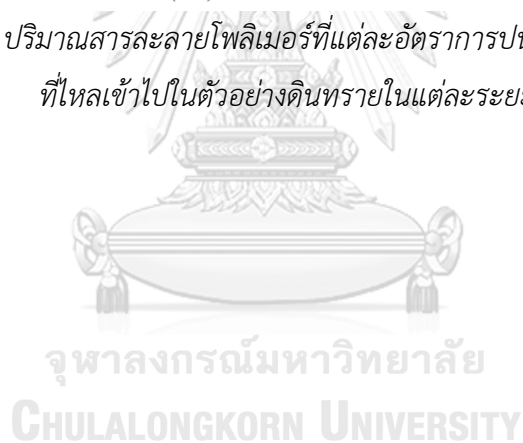 ปริมาณสารละลายโพลิเมอร์ที่แต่ละอัตราการป
ที่ไหลเข้าไปในตัวอย่างดินทรายในแต่ละระยะ
จุฬาลงกรณ์มหาวิทยาลัย
CHULALONGKORN UNIVERSITY